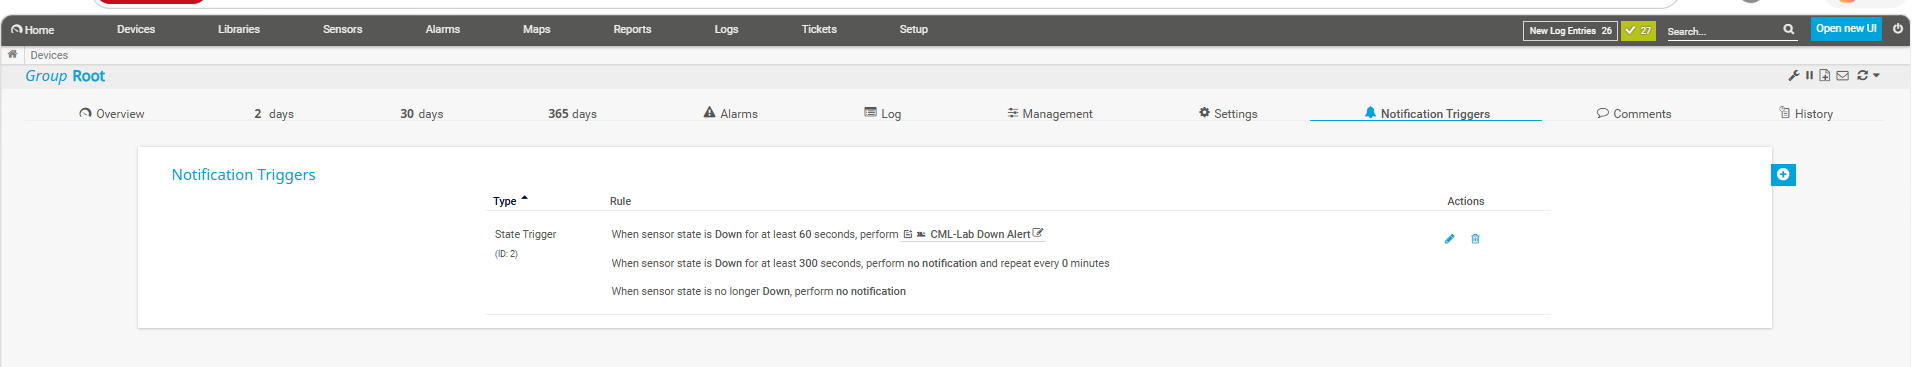 Home Devices Libraries Sensors Alarms Maps Reports Logs Tickets Setup New Log Entries 26 27 Search... Open new UI
Devices
Group Root
Overview 2 days 30 days 365 days Alarms Log Management Settings Notification Triggers Comments History
Notification Triggers
Type Rule Actions
State Trigger When sensor state is Down for at least 60 seconds, perform CML-Lab Down Alert
(ID: 2)
When sensor state is Down for at least 300 seconds, perform no notification and repeat every 0 minutes
When sensor state is no longer Down, perform no notification